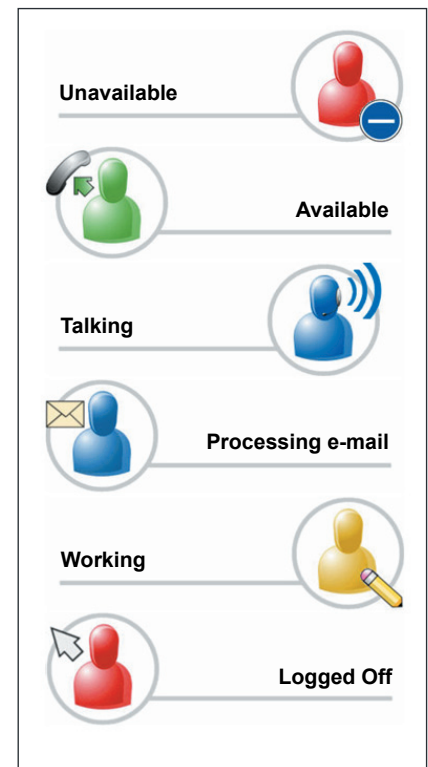 Unavailable
Available
Talking
Processing e-mail
Working
Logged Off